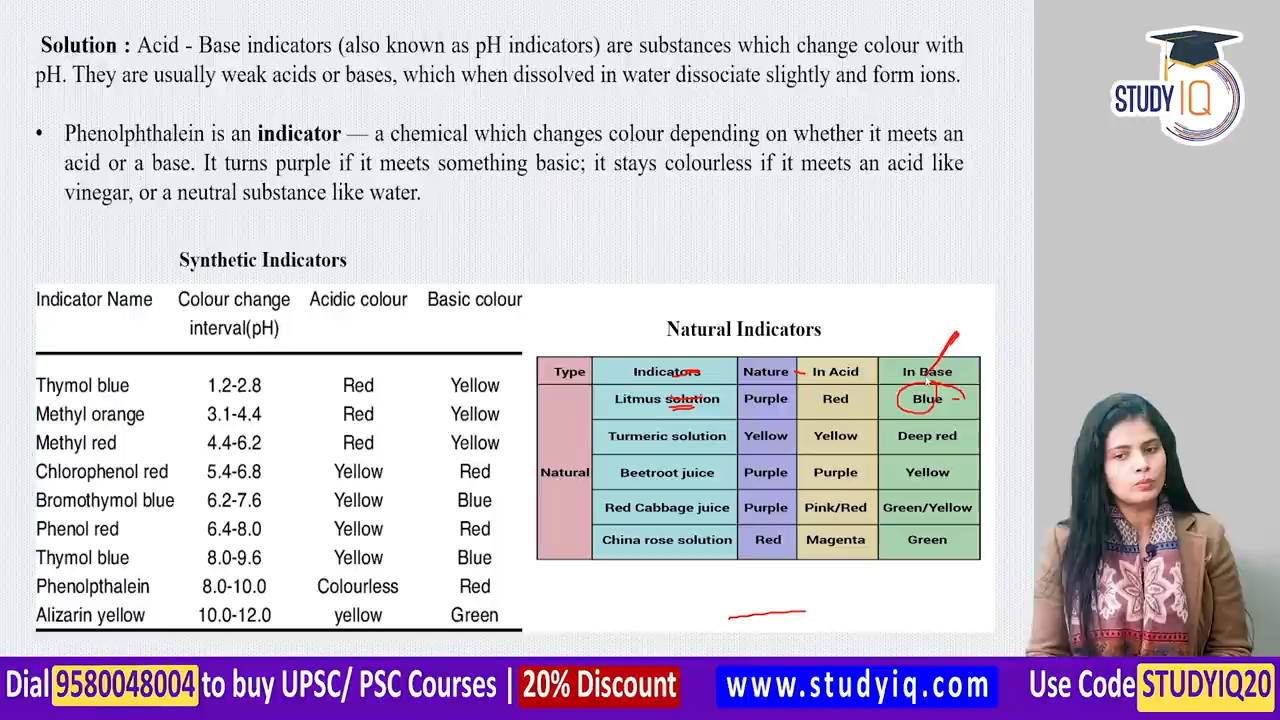 Solution : Acid - Base indicators (also known as pH indicators) are substances which change colour with
pH. They are usually weak acids or bases, which when dissolved in water dissociate slightly and form ions.
• Phenolphthalein is an indicator — a chemical which changes colour depending on whether it meets an
acid or a base. It turns purple if it meets something basic; it stays colourless if it meets an acid like
vinegar, or a neutral substance like water.
STUDY IQ
Synthetic Indicators
Indicator Name Colour change Acidic colour Basic colour
interval(pH)
Thymol blue 1.2-2.8 Red Yellow
Methyl orange 3.1-4.4 Red Yellow
Methyl red 4.4-6.2 Red Yellow
Chlorophenol red 5.4-6.8 Yellow Red
Bromothymol blue 6.2-7.6 Yellow Blue
Phenol red 6.4-8.0 Yellow Red
Thymol blue 8.0-9.6 Yellow Blue
Phenolpthalein 8.0-10.0 Colourless Red
Alizarin yellow 10.0-12.0 yellow Green
Natural Indicators
Type Indicators Nature In Acid In Base
Litmus solution Purple Red Blue
Turmeric solution Yellow Yellow Deep red
Natural Beetroot juice Purple Purple Yellow
Red Cabbage juice Purple Pink/Red Green/Yellow
China rose solution Red Magenta Green
Dial 9580048004 to buy UPSC/ PSC Courses | 20% Discount www.studyiq.com Use Code STUDYIQ20